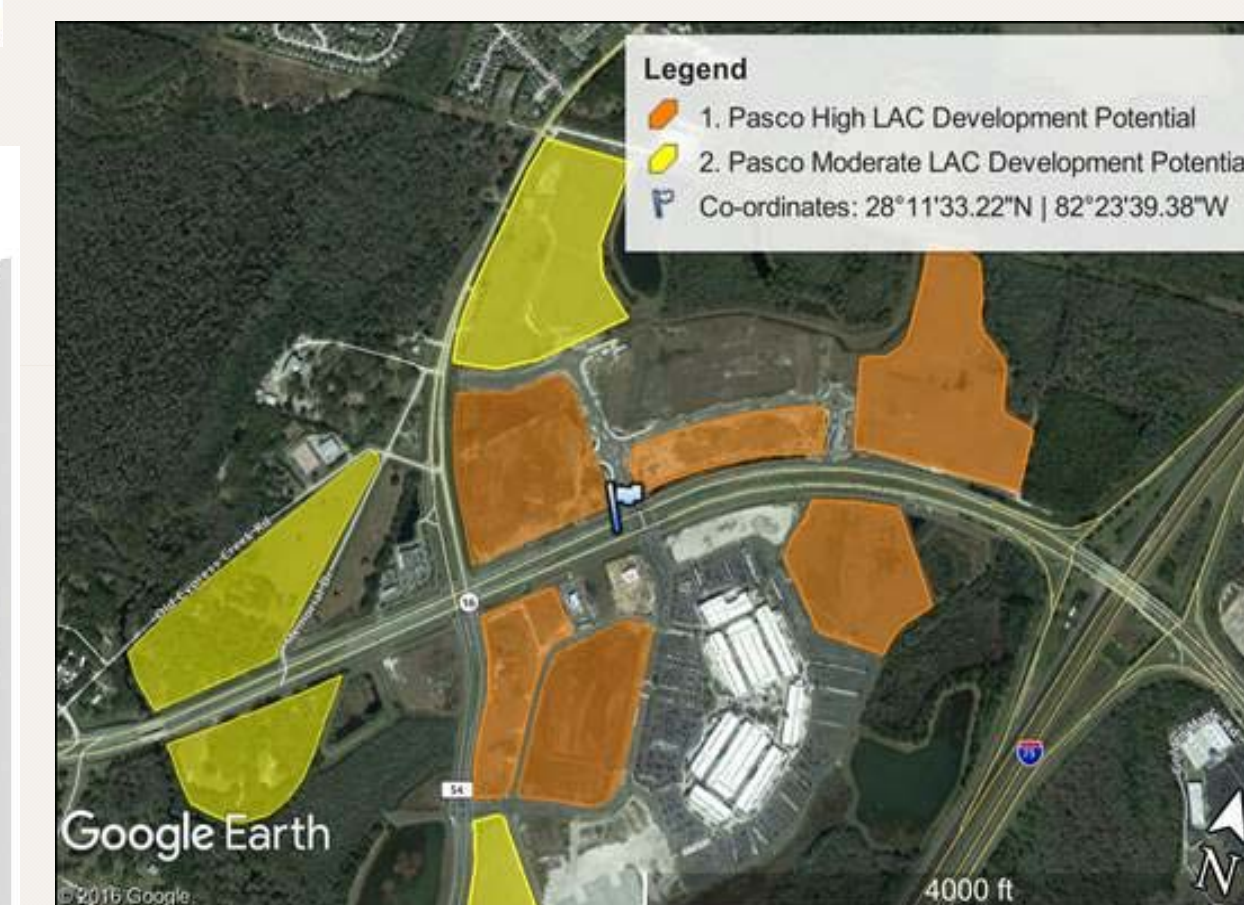 Legend
1. Pasco High LAC Development Potential
2. Pasco Moderate LAC Development Potentia
Co-ordinates: 28°11'33.22"N | 82°23'39.38"W
Old Cypress Creek Rd
56
54
75
Google Earth
© 2016 Google
4000 ft
N